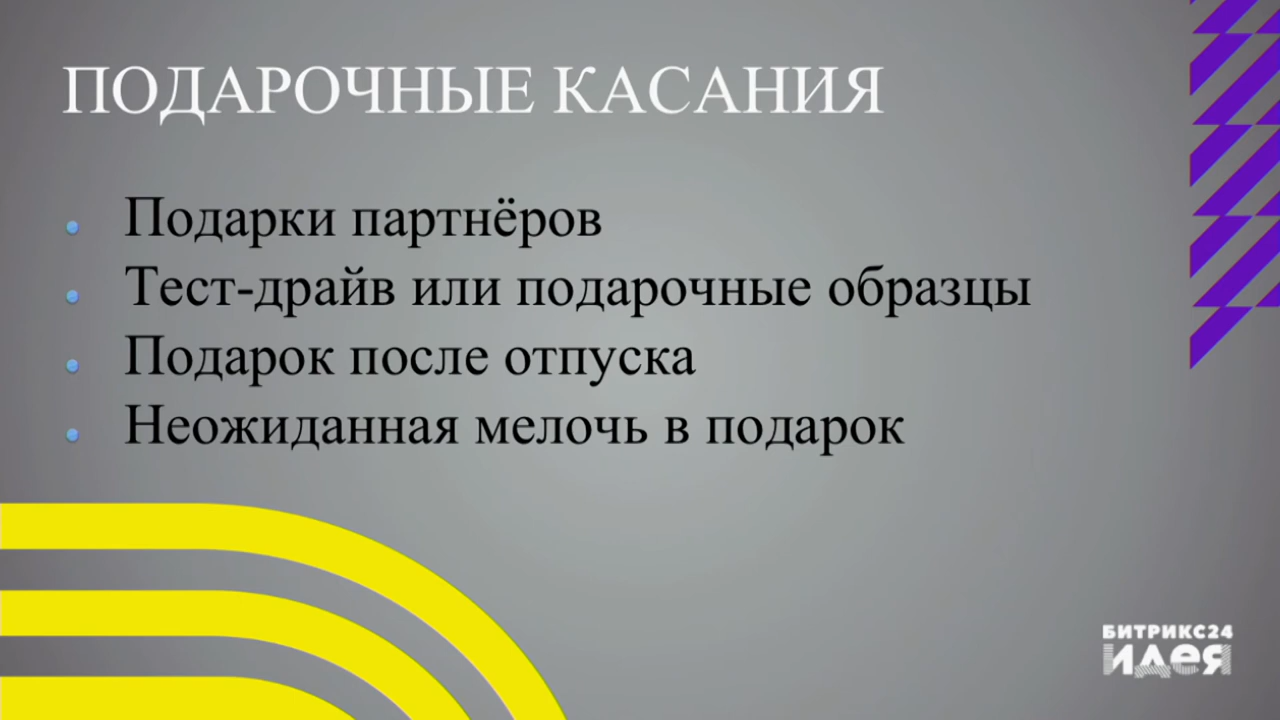 ПОДАРОЧНЫЕ КАСАНИЯ
Подарки партнёров
Тест-драйв или подарочные образцы
Подарок после отпуска
Неожиданная мелочь в подарок
БИТРИКС24
идея